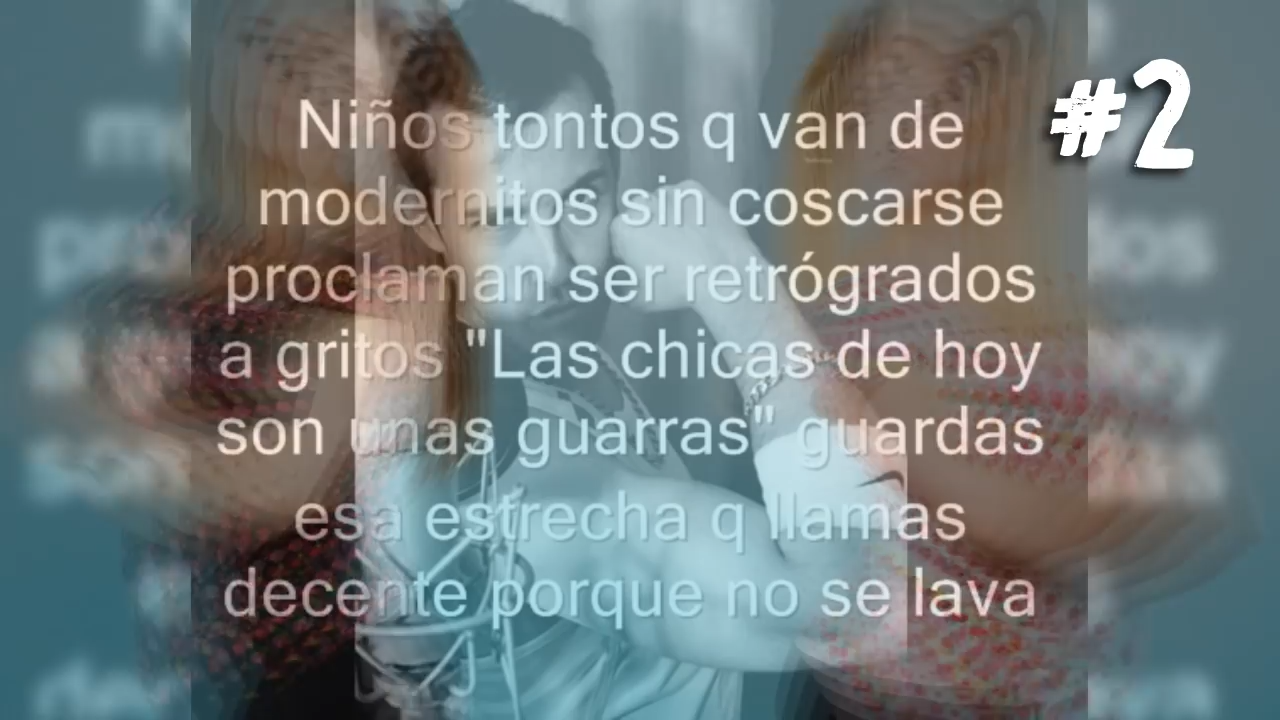 #2
Niños tontos q van de
modernitos sin coscarse
proclaman ser retrógrados
a gritos "Las chicas de hoy
son unas guarras" guardas
esa estrecha q llamas
decente porque no se lava